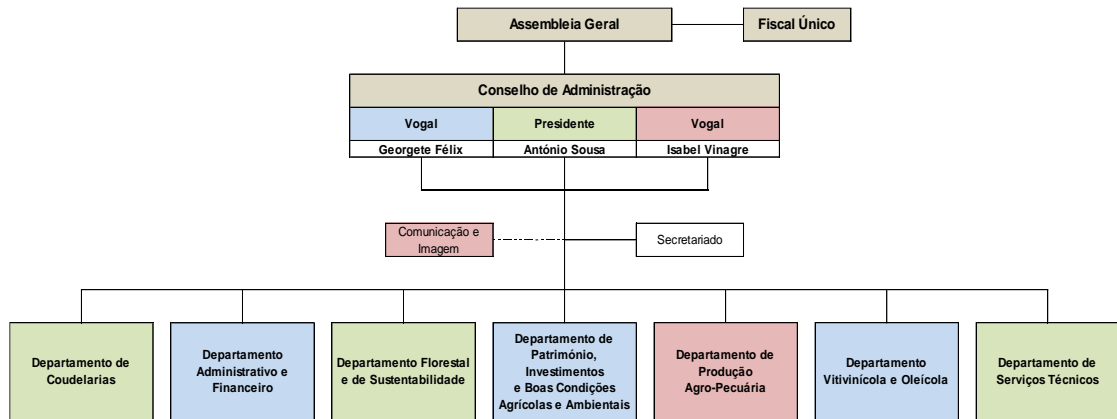 Assembleia Geral
Fiscal Único
Conselho de Administração
Vogal
Presidente
Vogal
Georgete Félix
António Sousa
Isabel Vinagre
Comunicação e
Imagem
Secretariado
Departamento de
Coudelarias
Departamento
Administrativo e
Financeiro
Departamento Florestal
e de Sustentabilidade
Departamento de
Património,
Investimentos
e Boas Condições
Agrícolas e Ambientais
Departamento de
Produção
Agro-Pecuária
Departamento
Vitivinícola e Oleícola
Departamento de
Serviços Técnicos